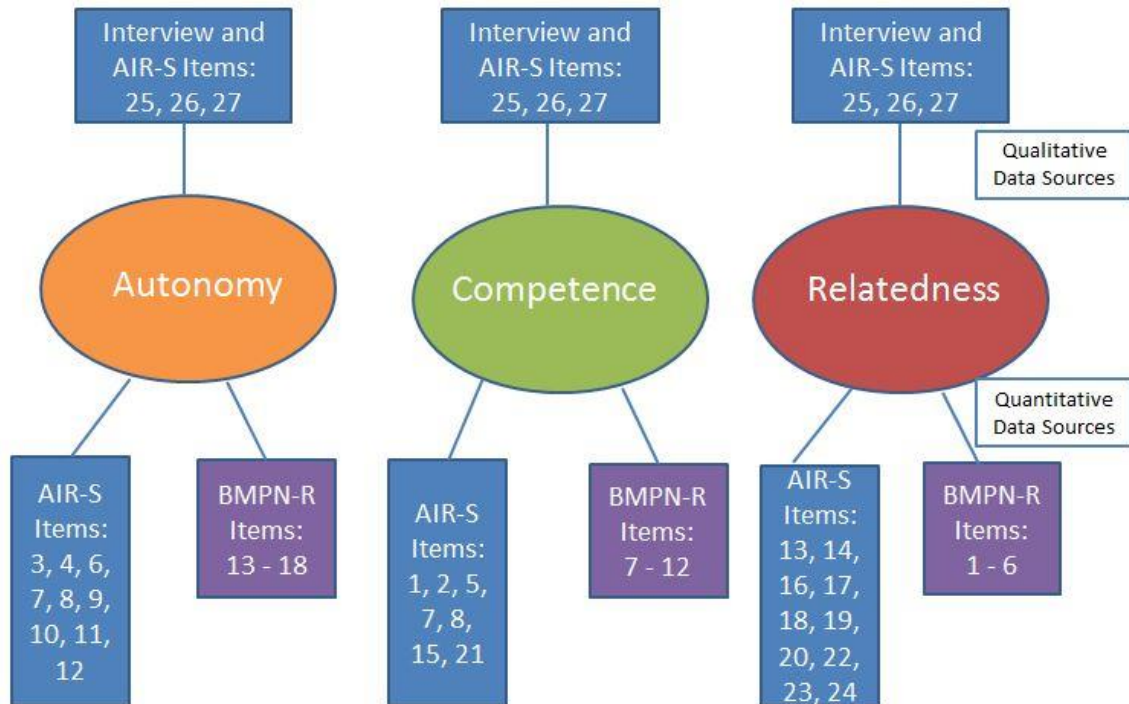 Interview and
AIR-S Items:
25, 26, 27
Interview and
AIR-S Items:
25, 26, 27
Interview and
AIR-S Items:
25, 26, 27
Qualitative
Data Sources
Autonomy
Competence
Relatedness
Quantitative
Data Sources
AIR-S
Items:
3, 4, 6,
7, 8, 9,
10, 11,
12
BMPN-R
Items:
13 - 18
AIR-S
Items:
1, 2, 5,
7, 8,
15, 21
BMPN-R
Items:
7 - 12
AIR-S
Items:
13, 14,
16, 17,
18, 19,
20, 22,
23, 24
BMPN-R
Items:
1 - 6